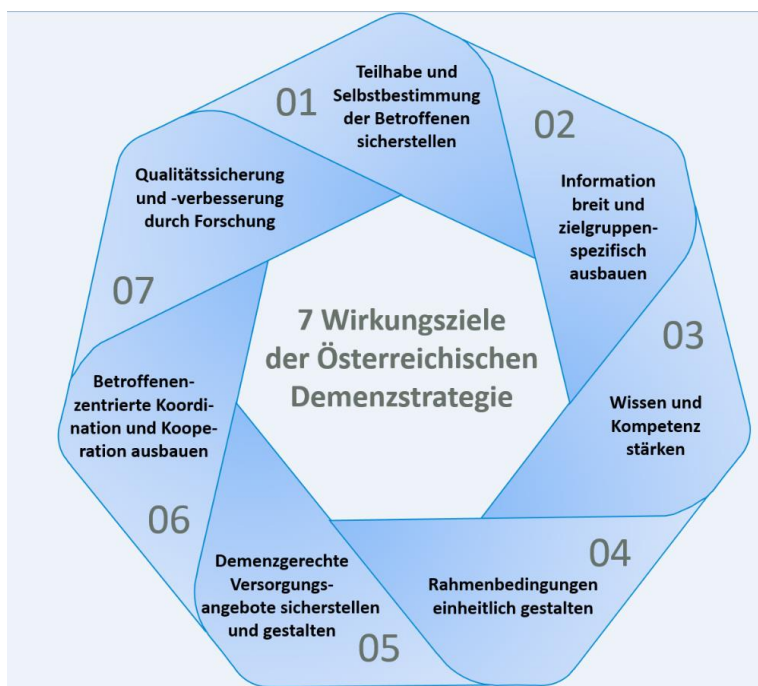 7 Wirkungsziele
der Österreichischen
Demenzstrategie
01
Teilhabe und
Selbstbestimmung
der Betroffenen
sicherstellen
02
Information
breit und
zielgruppen-
spezifisch
ausbauen
03
Wissen und
Kompetenz
stärken
04
Rahmenbedingungen
einheitlich gestalten
05
Demenzgerechte
Versorgungs-
angebote sicherstellen
und gestalten
06
Betroffenen-
zentrierte Koordi-
nation und Koope-
ration ausbauen
07
Qualitätssicherung
und -verbesserung
durch Forschung